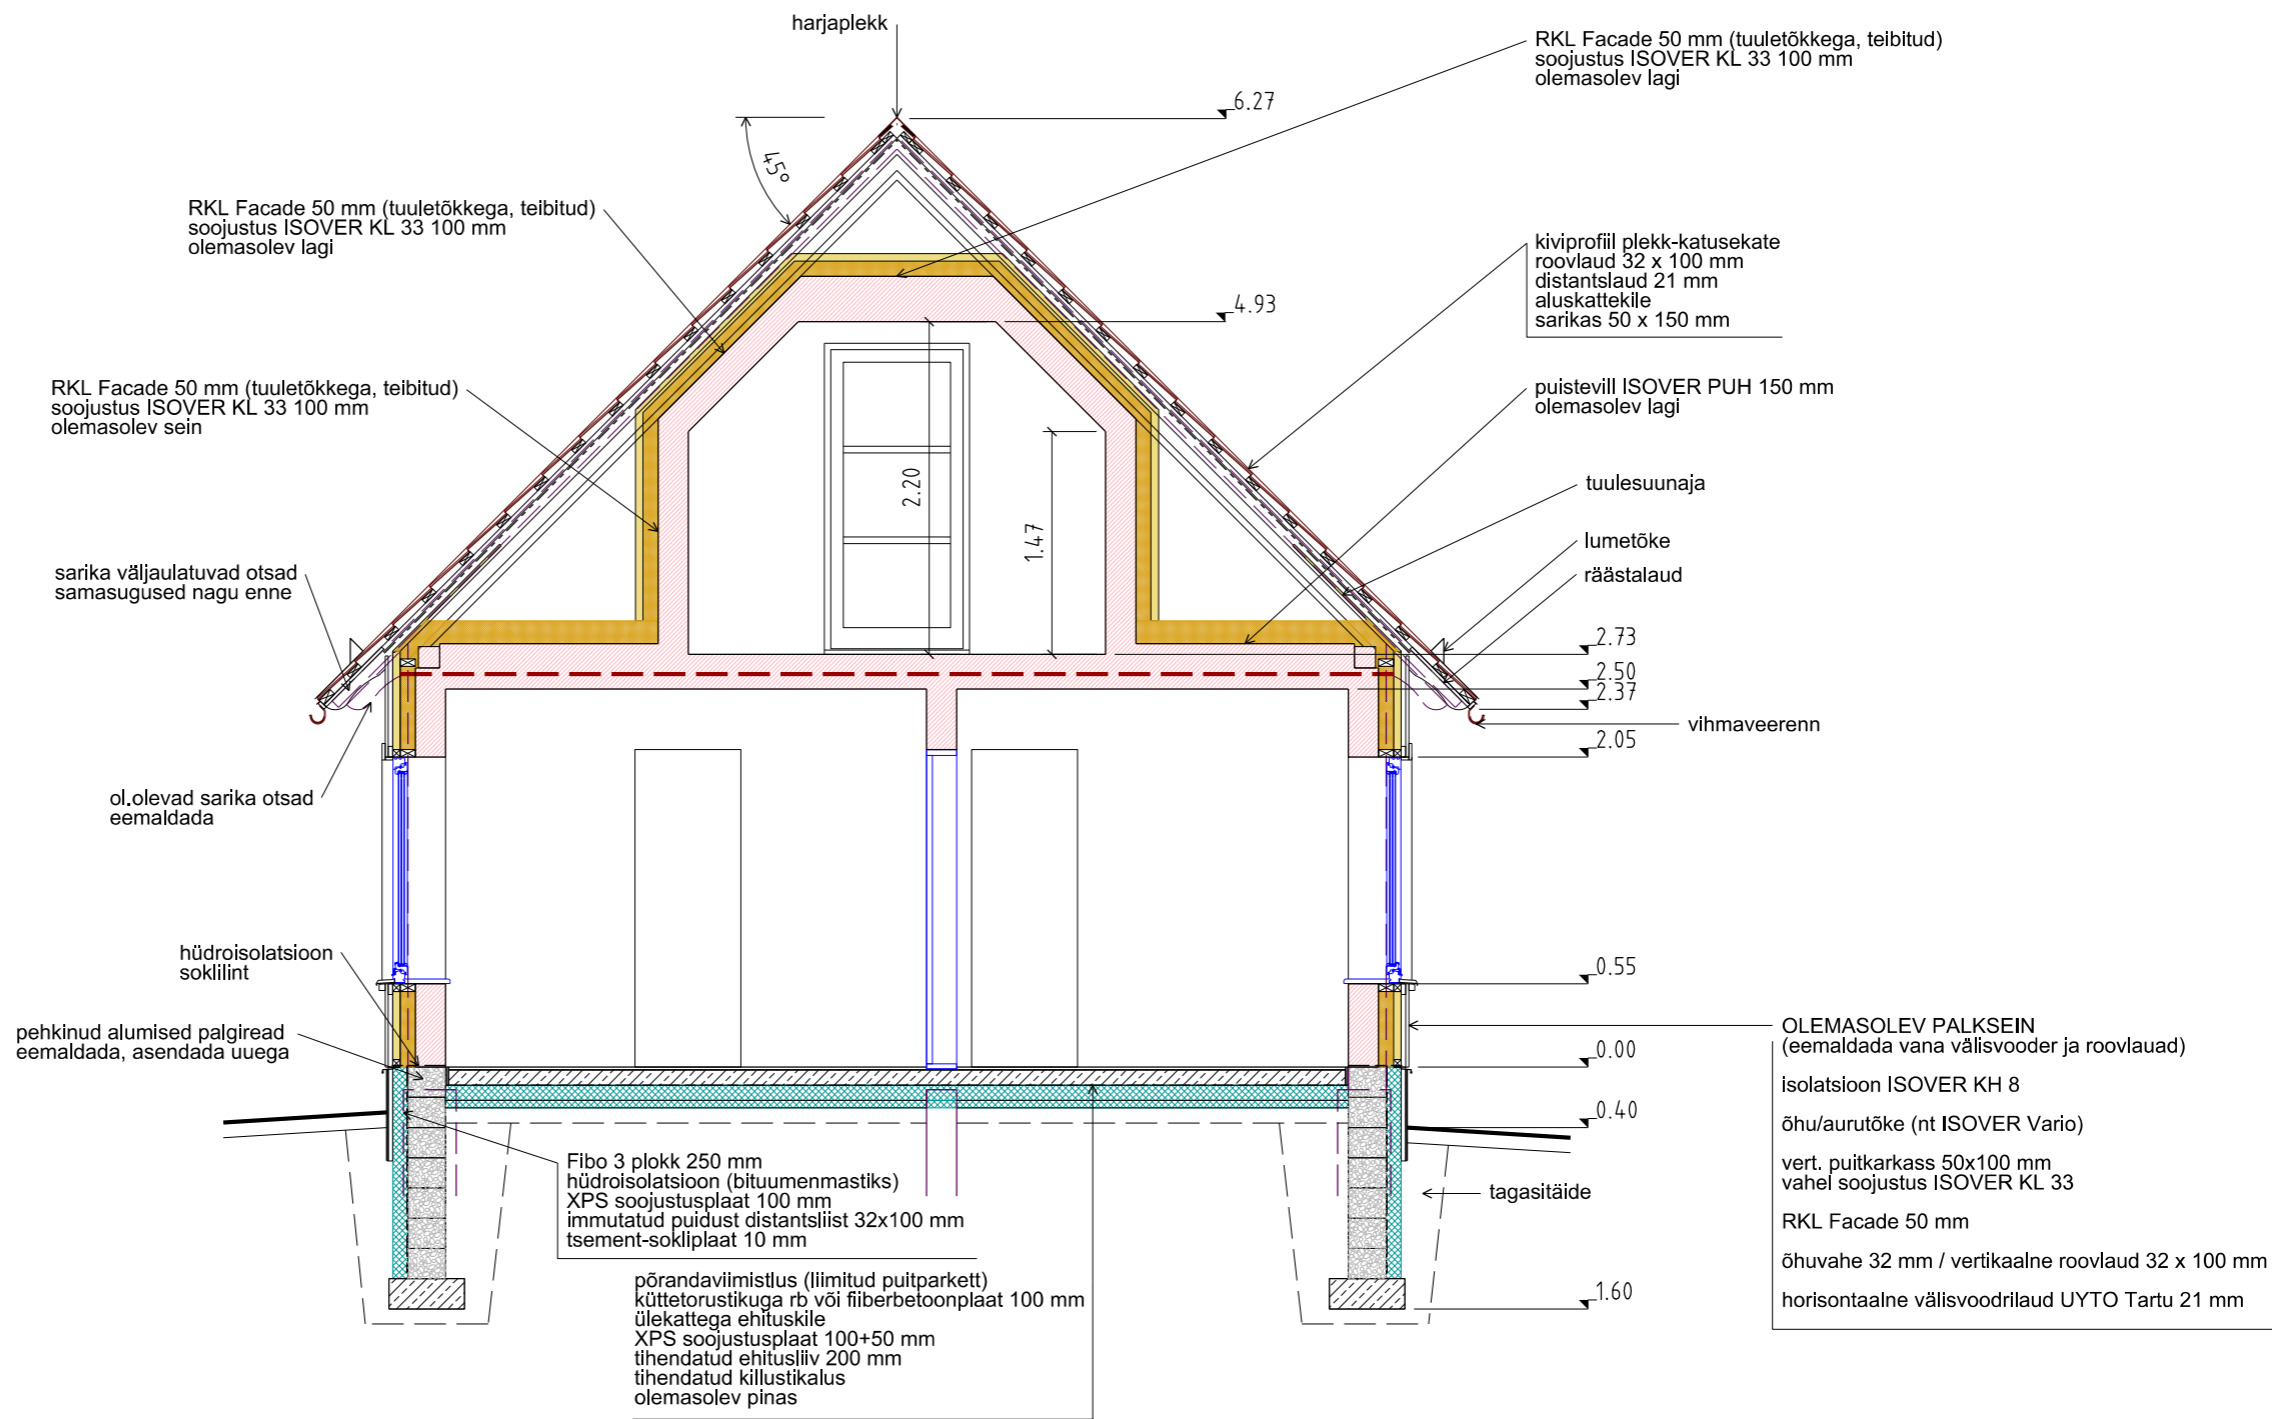 harjaplekk
RKL Facade 50 mm (tuuletõkkega, teibitud)
soojustus ISOVER KL 33 100 mm
olemasolev lagi
6.27
45°
RKL Facade 50 mm (tuuletõkkega, teibitud)
soojustus ISOVER KL 33 100 mm
olemasolev lagi
kiviprofiil plekk-katusekate
roovlaud 32 x 100 mm
distantslaud 21 mm
aluskattekile
sarikas 50 x 150 mm
4.93
RKL Facade 50 mm (tuuletõkkega, teibitud)
soojustus ISOVER KL 33 100 mm
olemasolev sein
puistevill ISOVER PUH 150 mm
olemasolev lagi
2.20
1.47
tuulesuunaja
lumetõke
räästalaud
sarika väljaulatuvad otsad
samasugused nagu enne
2.73
2.50
2.37
vihmaveerenn
2.05
ol.olevad sarika otsad
eemaldada
hüdroisolatsioon
soklilint
0.55
pehkinud alumised palgiread
eemaldada, asendada uuega
0.00
OLEMASOLEV PALKSEIN
(eemaldada vana välisvooder ja roovlauad)
isolatsioon ISOVER KH 8
õhu/aurutõke (nt ISOVER Vario)
vert. puitkarkass 50x100 mm
vahel soojustus ISOVER KL 33
RKL Facade 50 mm
õhuvahe 32 mm / vertikaalne roovlaud 32 x 100 mm
horisontaalne välisvoodrilaud UYTO Tartu 21 mm
0.40
Fibo 3 plokk 250 mm
hüdroisolatsioon (bituumenmastiks)
XPS soojustusplaat 100 mm
immutatud puidust distantsliist 32x100 mm
tsement-sokliplaat 10 mm
tagasitäide
põrandaviimistlus (liimitud puitparkett)
küttetorustikuga rb või fiiberbetoonplaat 100 mm
ülekattega ehituskile
XPS soojustusplaat 100+50 mm
tihendatud ehitusliiv 200 mm
tihendatud killustikalus
olemasolev pinas
1.60